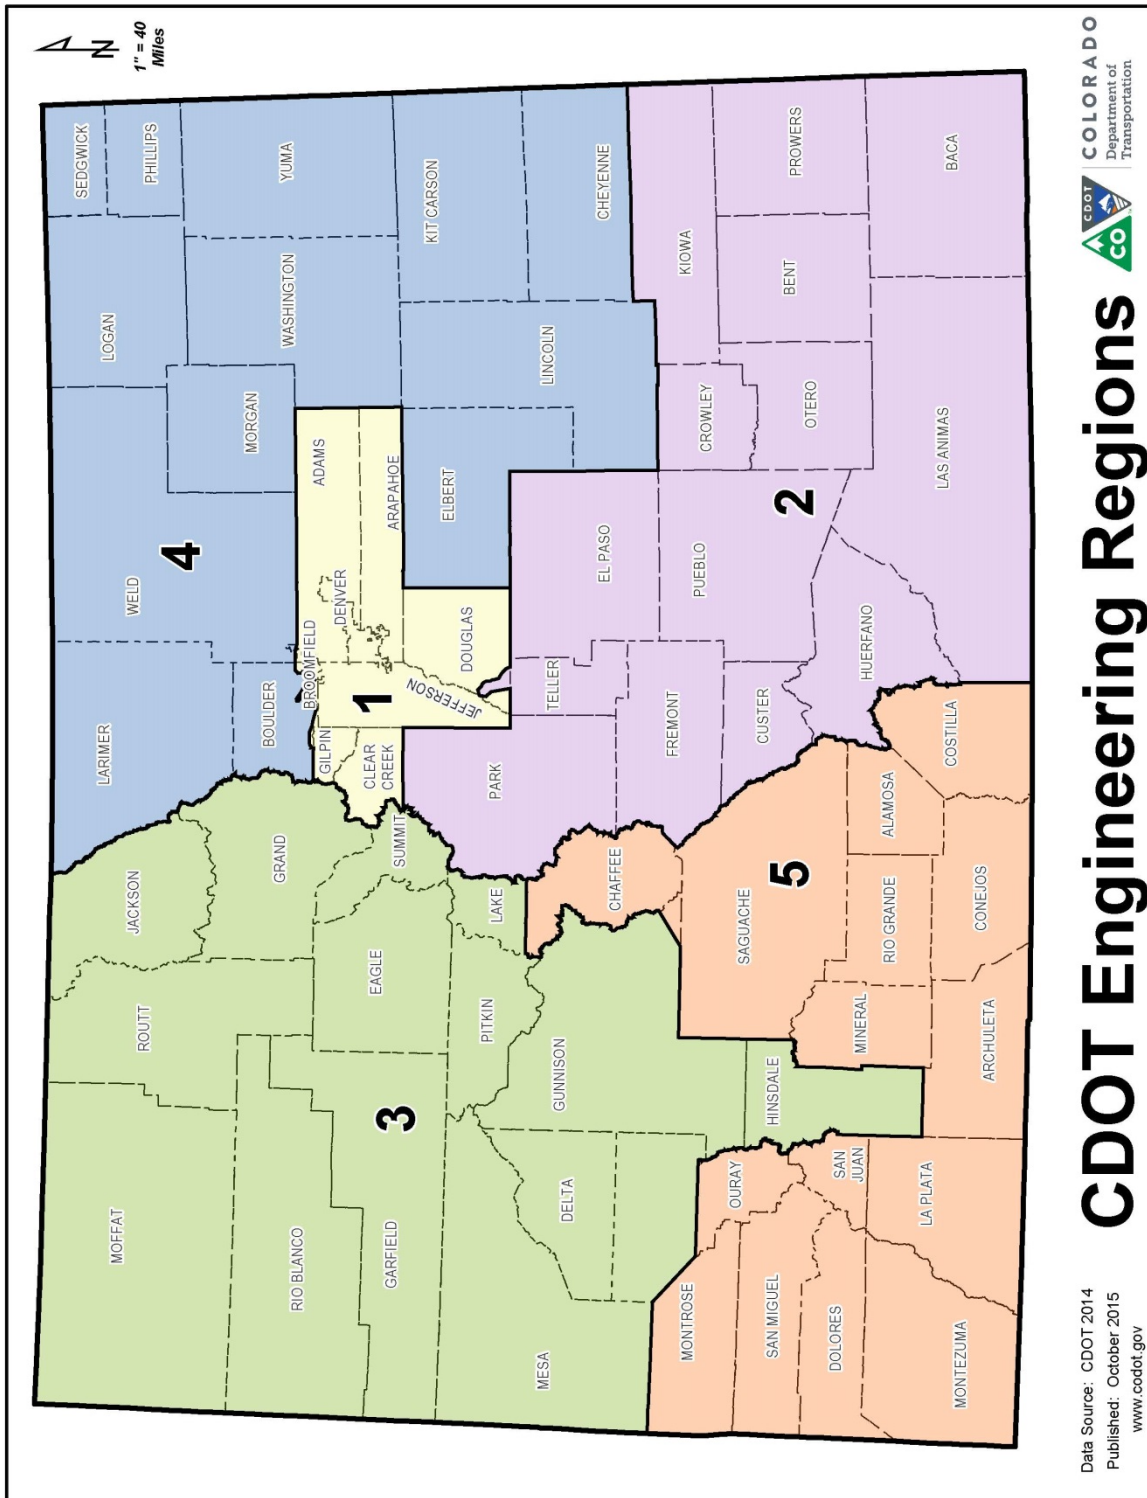 N
1" = 40
Miles
MOFFAT
ROUTT
JACKSON
LARIMER
WELD
LOGAN
SEDGWICK
PHILLIPS
RIO BLANCO
GRAND
BOULDER
MORGAN
WASHINGTON
YUMA
4
GARFIELD
3
EAGLE
SUMMIT
GILPIN
CLEAR
CREEK
BROOMFIELD
1
JEFFERSON
DENVER
ADAMS
ARAPAHOE
DOUGLAS
ELBERT
KIT CARSON
MESA
PITKIN
LAKE
PARK
TELLER
EL PASO
LINCOLN
CHEYENNE
DELTA
GUNNISON
CHAFFEE
FREMONT
PUEBLO
CROWLEY
KIOWA
MONTROSE
OURAY
HINSDALE
SAGUACHE
CUSTER
2
OTERO
BENT
PROWERS
SAN MIGUEL
DOLORES
SAN
JUAN
MINERAL
RIO GRANDE
5
ALAMOSA
HUERFANO
LAS ANIMAS
BACA
MONTEZUMA
LA PLATA
ARCHULETA
CONEJOS
COSTILLA
Data Source: CDOT 2014
Published: October 2015
www.codot.gov
CDOT Engineering Regions
CO
CDOT
COLORADO
Department of
Transportation